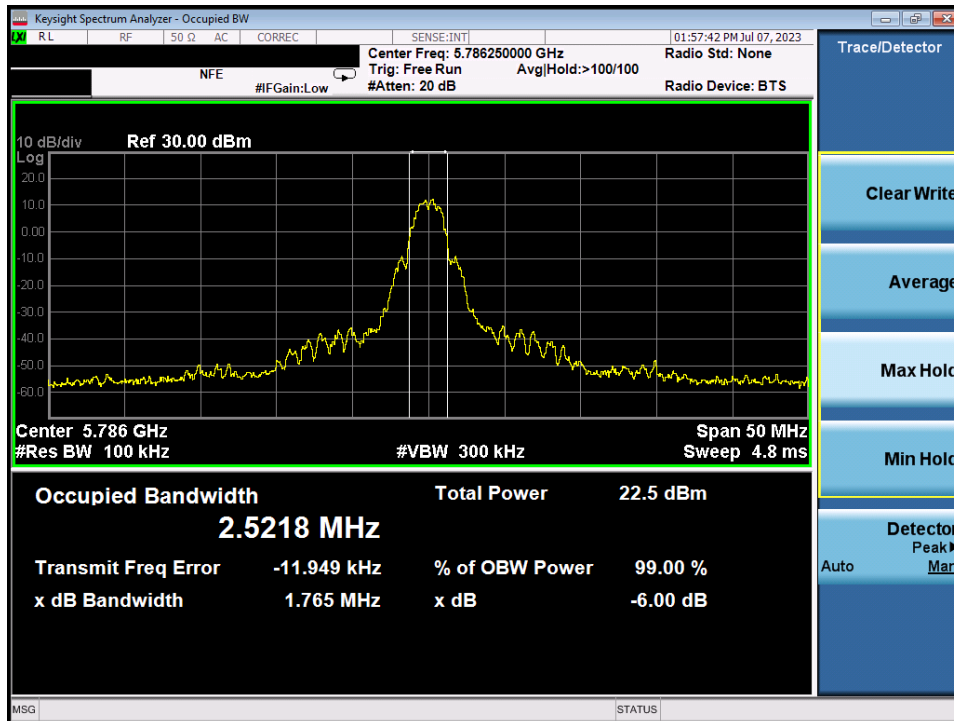 Keysight Spectrum Analyzer - Occupied BW
LXI RL RF 50 Ω AC CORREC SENSE:INT 01:57:42 PM Jul 07, 2023
Center Freq: 5.786250000 GHz Radio Std: None
NFE Trig: Free Run Avg|Hold:>100/100
#IFGain:Low #Atten: 20 dB Radio Device: BTS
10 dB/div Ref 30.00 dBm
Log
20.0
10.0
0.00
-10.0
-20.0
-30.0
-40.0
-50.0
-60.0
Center 5.786 GHz Span 50 MHz
#Res BW 100 kHz #VBW 300 kHz Sweep 4.8 ms
Occupied Bandwidth Total Power 22.5 dBm
2.5218 MHz
Transmit Freq Error -11.949 kHz % of OBW Power 99.00 %
x dB Bandwidth 1.765 MHz x dB -6.00 dB
MSG STATUS
Trace/Detector
Clear Write
Average
Max Hold
Min Hold
Detector
Peak
Auto Man